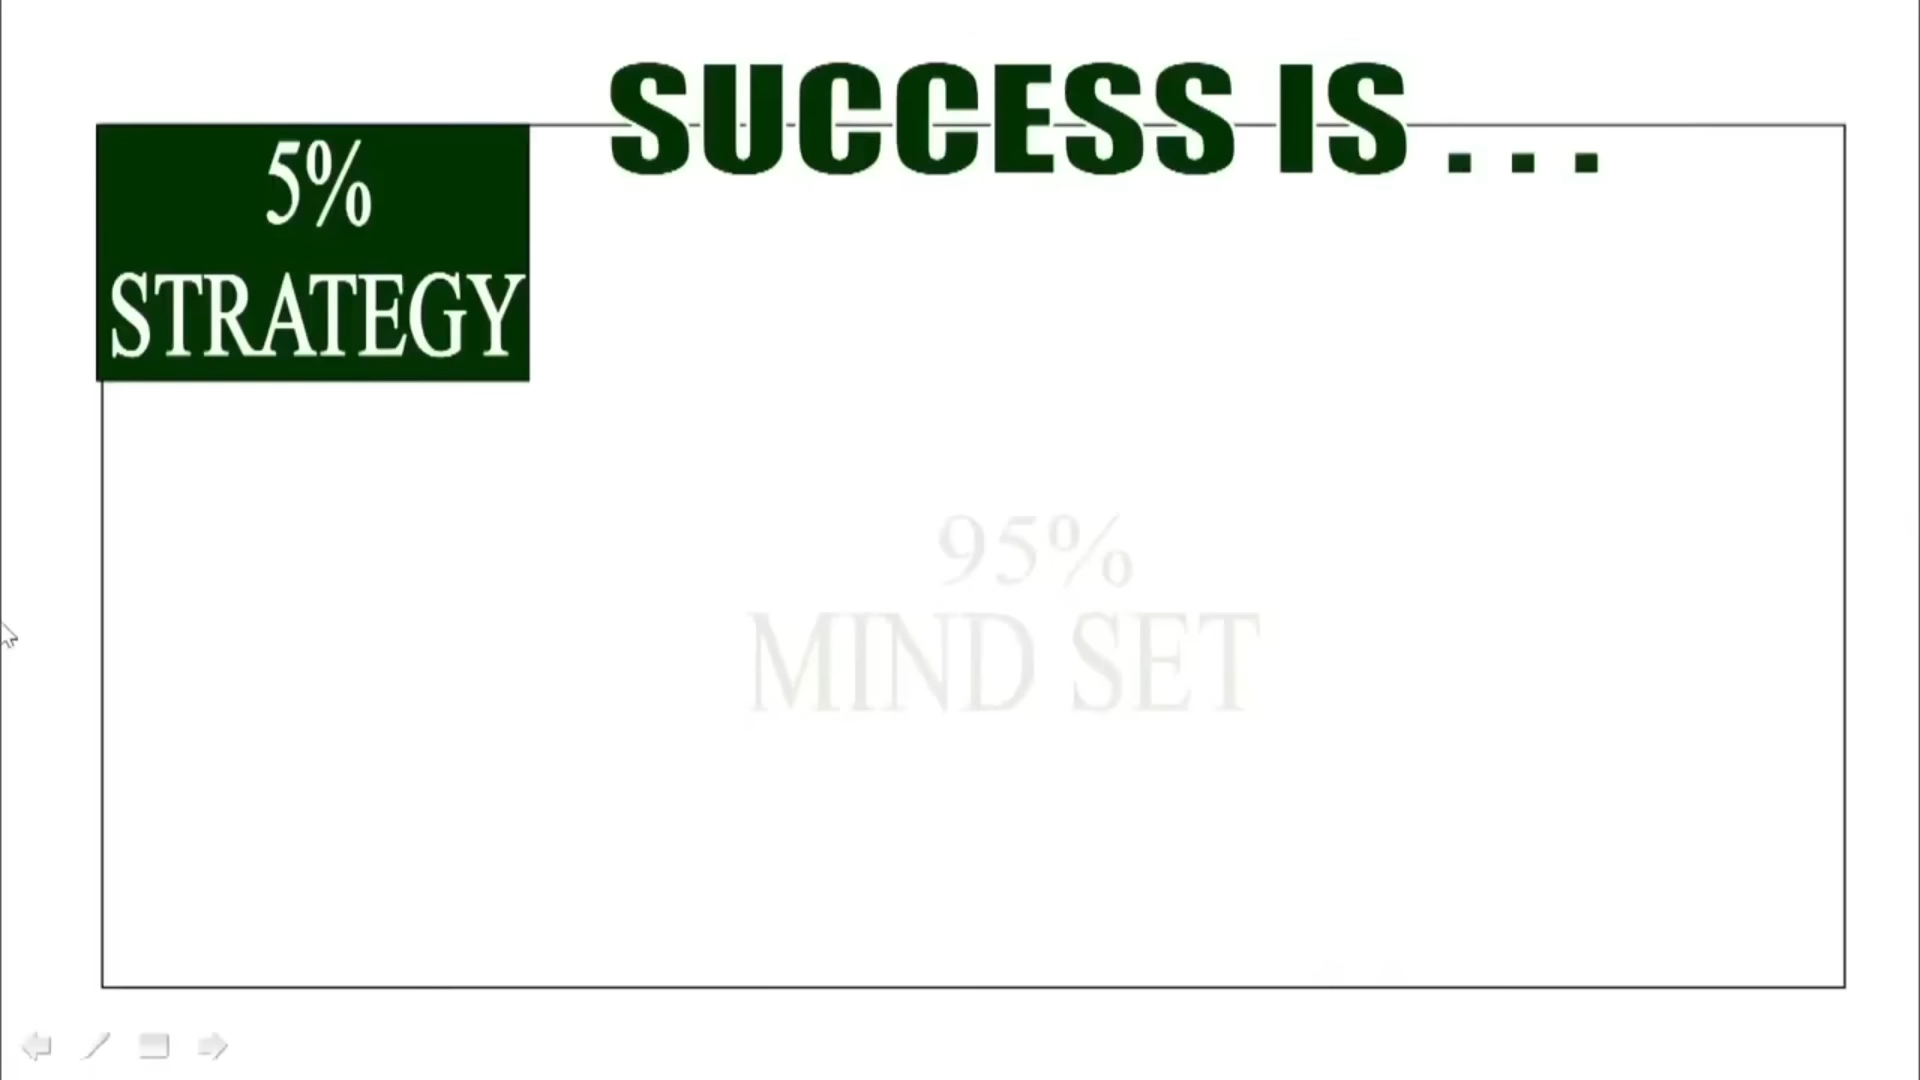 SUCCESS IS . . .
5%
STRATEGY
95%
MIND SET